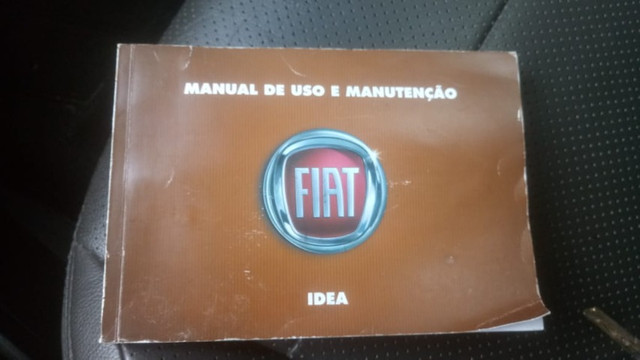 MANUAL DE USO E MANUTENÇÃO
FIAT
IDEA